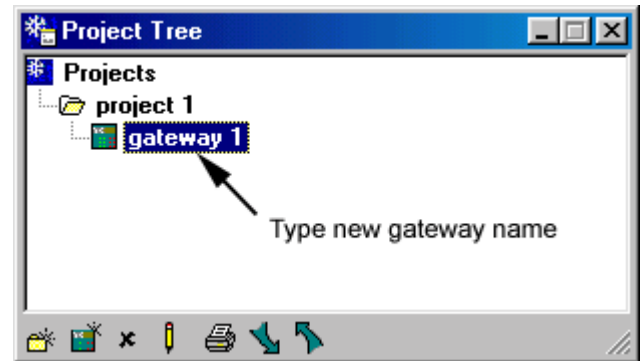 Project Tree
Projects
project 1
gateway 1
Type new gateway name